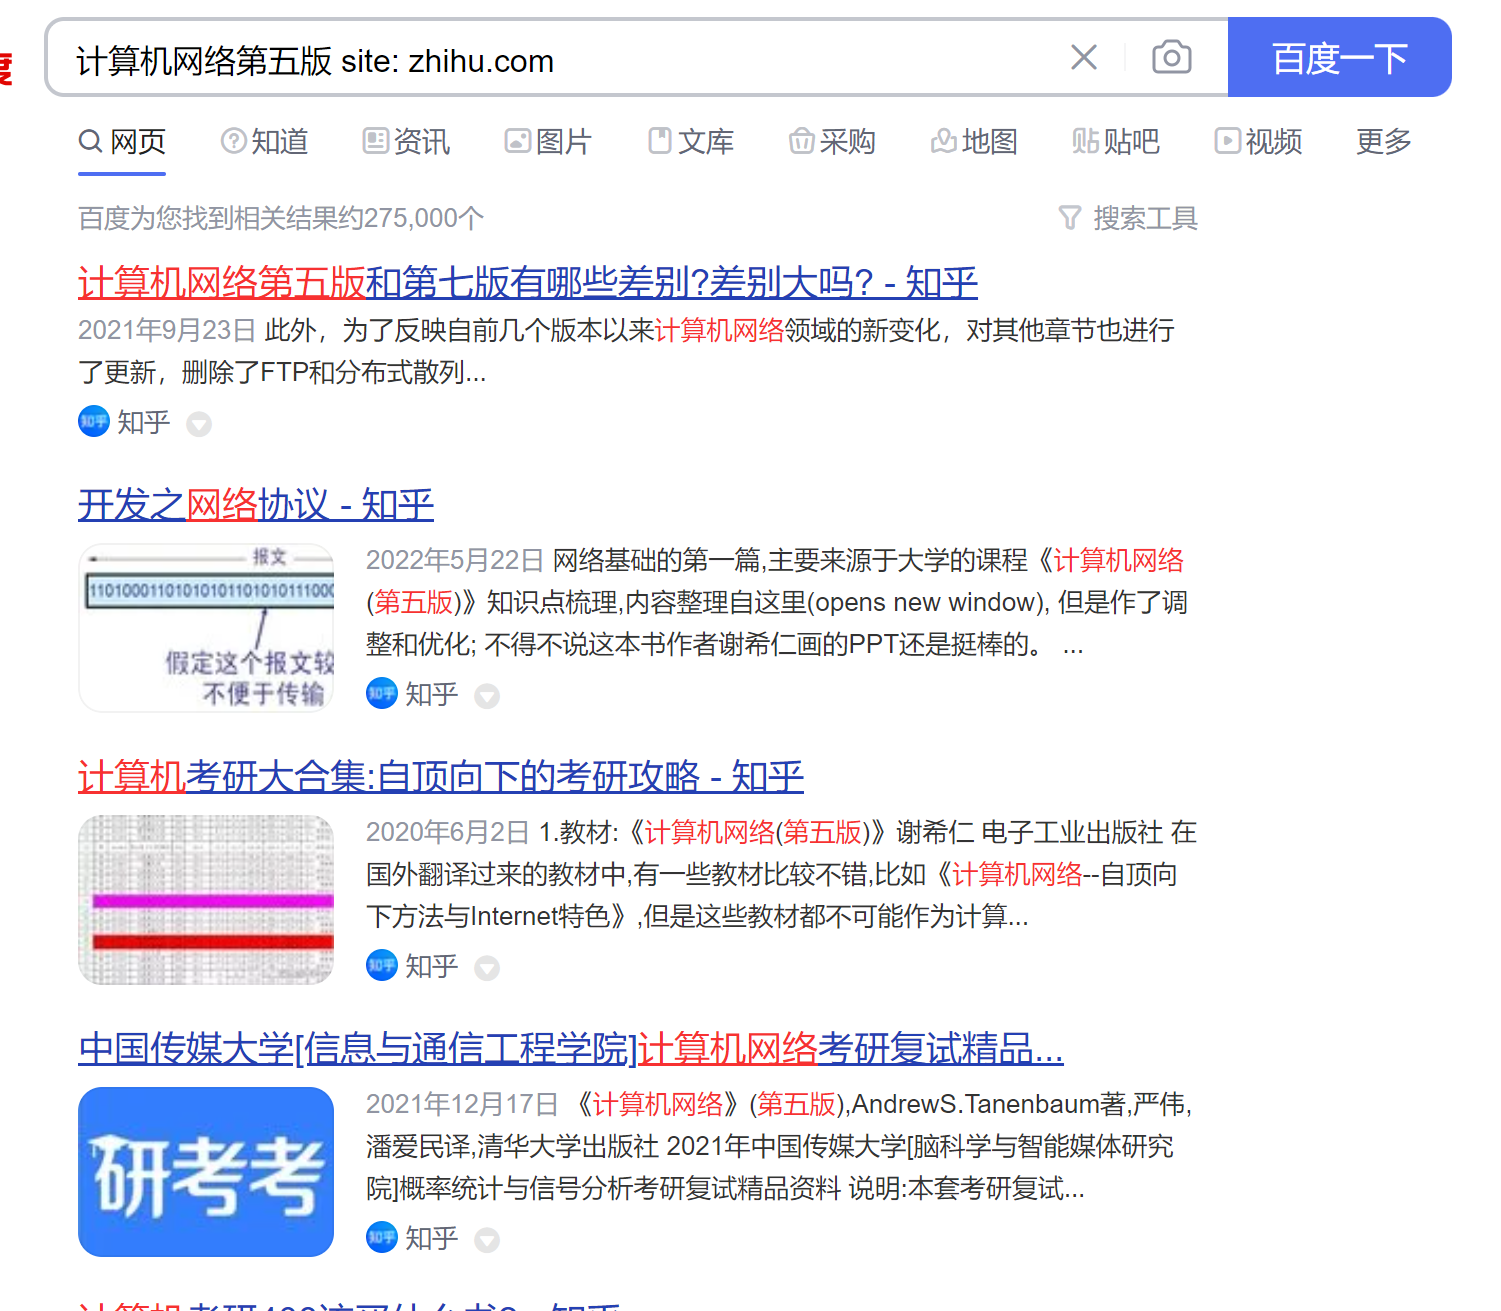 计算机网络第五版 site: zhihu.com
百度一下
网页 知道 资讯 图片 文库 采购 地图 贴吧 视频 更多
百度为您找到相关结果约275,000个
搜索工具
计算机网络第五版和第七版有哪些差别?差别大吗? - 知乎
2021年9月23日 此外，为了反映自前几个版本以来计算机网络领域的新变化，对其他章节也进行
了更新，删除了FTP和分布式散列...
知乎
开发之网络协议 - 知乎
报文
1101000110101010110101011100
假定这个报文较
不便于传输
2022年5月22日 网络基础的第一篇,主要来源于大学的课程《计算机网络
(第五版)》知识点梳理,内容整理自这里(opens new window), 但是作了调
整和优化; 不得不说这本书作者谢希仁画的PPT还是挺棒的。 ...
知乎
计算机考研大合集:自顶向下的考研攻略 - 知乎
2020年6月2日 1.教材:《计算机网络(第五版)》谢希仁 电子工业出版社 在
国外翻译过来的教材中,有一些教材比较不错,比如《计算机网络--自顶向
下方法与Internet特色》,但是这些教材都不可能作为计算...
知乎
中国传媒大学[信息与通信工程学院]计算机网络考研复试精品...
研考考
2021年12月17日 《计算机网络》(第五版),AndrewS.Tanenbaum著,严伟,
潘爱民译,清华大学出版社 2021年中国传媒大学[脑科学与智能媒体研究
院]概率统计与信号分析考研复试精品资料 说明:本套考研复试...
知乎